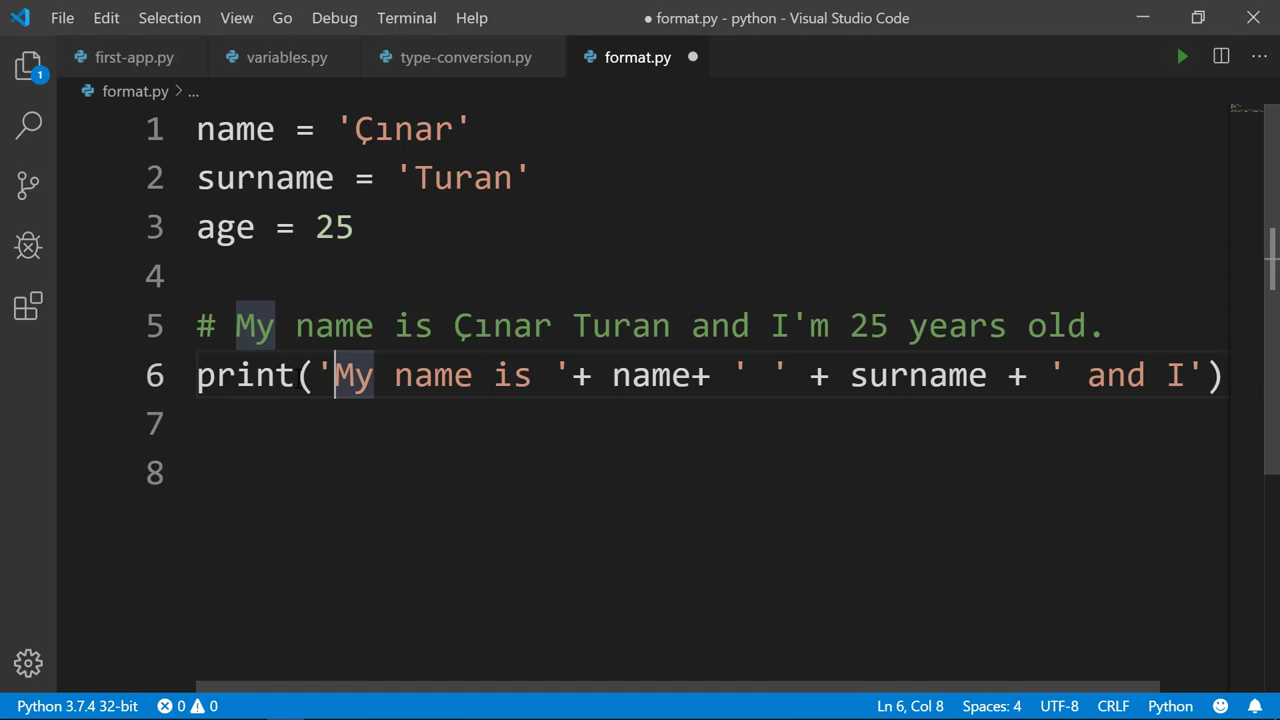 File Edit Selection View Go Debug Terminal Help ● format.py - python - Visual Studio Code
first-app.py variables.py type-conversion.py format.py
format.py > ...
1 name = 'Çınar'
2 surname = 'Turan'
3 age = 25
4
5 # My name is Çınar Turan and I'm 25 years old.
6 print('My name is '+ name+ ' ' + surname + ' and I')
7
8
1
Python 3.7.4 32-bit 0 0 Ln 6, Col 8 Spaces: 4 UTF-8 CRLF Python